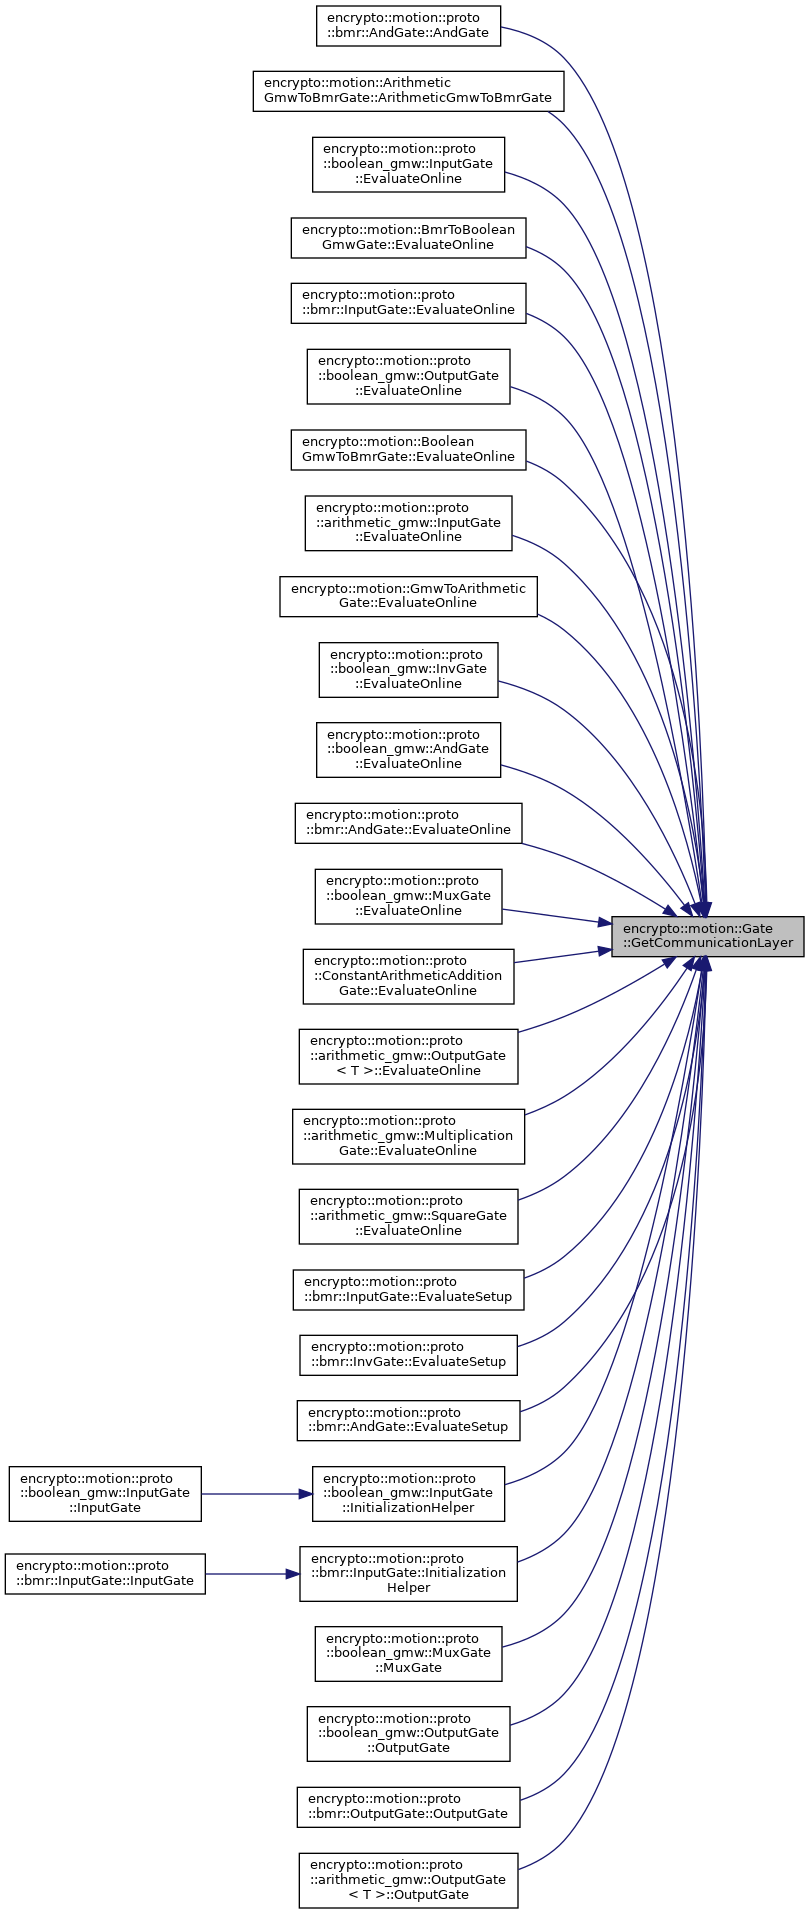 encrypto::motion::proto
::bmr::AndGate::AndGate
encrypto::motion::Arithmetic
GmwToBmrGate::ArithmeticGmwToBmrGate
encrypto::motion::proto
::boolean_gmw::InputGate
::EvaluateOnline
encrypto::motion::BmrToBoolean
GmwGate::EvaluateOnline
encrypto::motion::proto
::bmr::InputGate::EvaluateOnline
encrypto::motion::proto
::boolean_gmw::OutputGate
::EvaluateOnline
encrypto::motion::Boolean
GmwToBmrGate::EvaluateOnline
encrypto::motion::proto
::arithmetic_gmw::InputGate
::EvaluateOnline
encrypto::motion::GmwToArithmetic
Gate::EvaluateOnline
encrypto::motion::proto
::boolean_gmw::InvGate
::EvaluateOnline
encrypto::motion::proto
::boolean_gmw::AndGate
::EvaluateOnline
encrypto::motion::proto
::bmr::AndGate::EvaluateOnline
encrypto::motion::proto
::boolean_gmw::MuxGate
::EvaluateOnline
encrypto::motion::Gate
::GetCommunicationLayer
encrypto::motion::proto
::ConstantArithmeticAddition
Gate::EvaluateOnline
encrypto::motion::proto
::arithmetic_gmw::OutputGate
< T >::EvaluateOnline
encrypto::motion::proto
::arithmetic_gmw::Multiplication
Gate::EvaluateOnline
encrypto::motion::proto
::arithmetic_gmw::SquareGate
::EvaluateOnline
encrypto::motion::proto
::bmr::InputGate::EvaluateSetup
encrypto::motion::proto
::bmr::InvGate::EvaluateSetup
encrypto::motion::proto
::bmr::AndGate::EvaluateSetup
encrypto::motion::proto
::boolean_gmw::InputGate
::InputGate
encrypto::motion::proto
::boolean_gmw::InputGate
::InitializationHelper
encrypto::motion::proto
::bmr::InputGate::InputGate
encrypto::motion::proto
::bmr::InputGate::Initialization
Helper
encrypto::motion::proto
::boolean_gmw::MuxGate
::MuxGate
encrypto::motion::proto
::boolean_gmw::OutputGate
::OutputGate
encrypto::motion::proto
::bmr::OutputGate::OutputGate
encrypto::motion::proto
::arithmetic_gmw::OutputGate
< T >::OutputGate